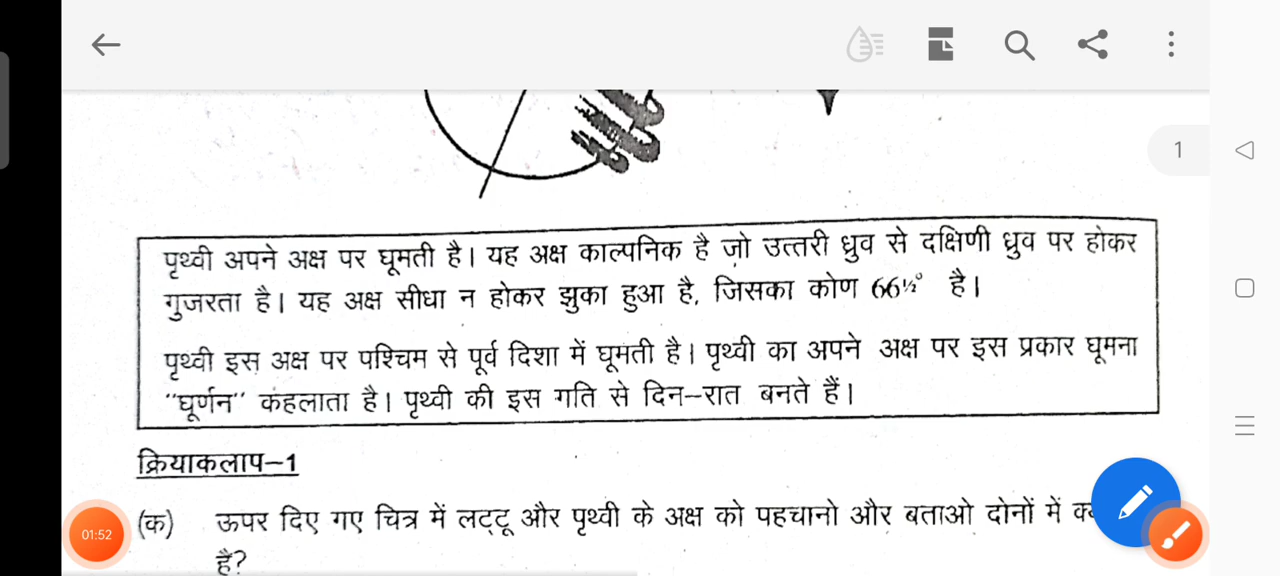 1
पृथ्वी अपने अक्ष पर घूमती है। यह अक्ष काल्पनिक है जो उत्तरी ध्रुव से दक्षिणी ध्रुव पर होकर
गुजरता है। यह अक्ष सीधा न होकर झुका हुआ है, जिसका कोण 66½° है।
पृथ्वी इस अक्ष पर पश्चिम से पूर्व दिशा में घूमती है। पृथ्वी का अपने अक्ष पर इस प्रकार घूमना
"घूर्णन" कहलाता है। पृथ्वी की इस गति से दिन–रात बनते हैं।
क्रियाकलाप–1
(क) ऊपर दिए गए चित्र में लट्टू और पृथ्वी के अक्ष को पहचानो और बताओ दोनों में
है?
01:52